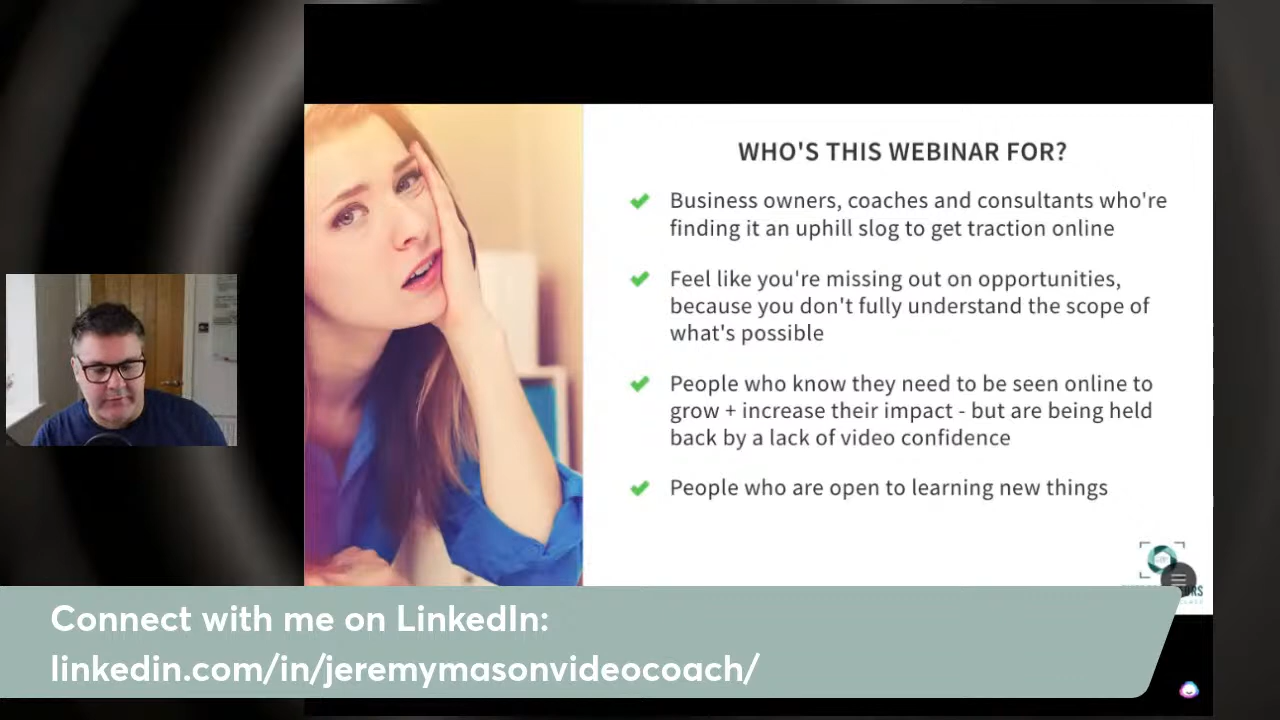 WHO'S THIS WEBINAR FOR?
Business owners, coaches and consultants who're
finding it an uphill slog to get traction online
Feel like you're missing out on opportunities,
because you don't fully understand the scope of
what's possible
People who know they need to be seen online to
grow + increase their impact - but are being held
back by a lack of video confidence
People who are open to learning new things
Connect with me on LinkedIn:
linkedin.com/in/jeremymasonvideocoach/